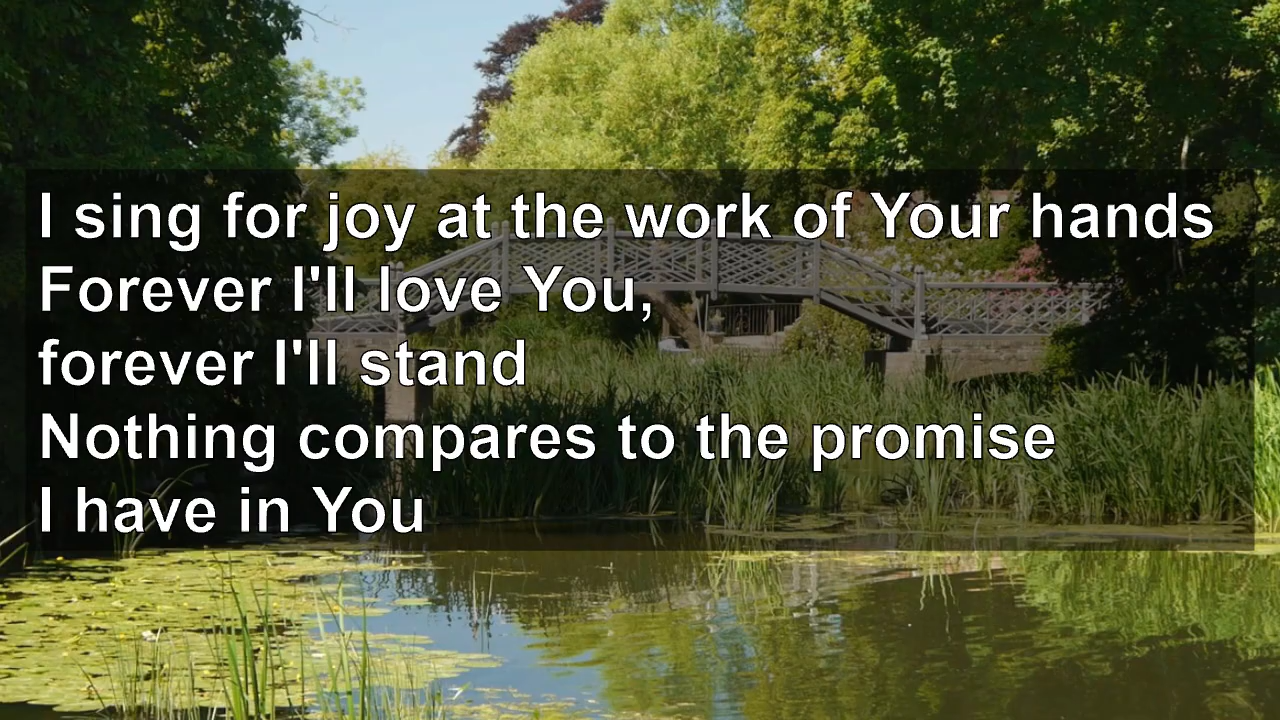 I sing for joy at the work of Your hands
Forever I'll love You,
forever I'll stand
Nothing compares to the promise
I have in You